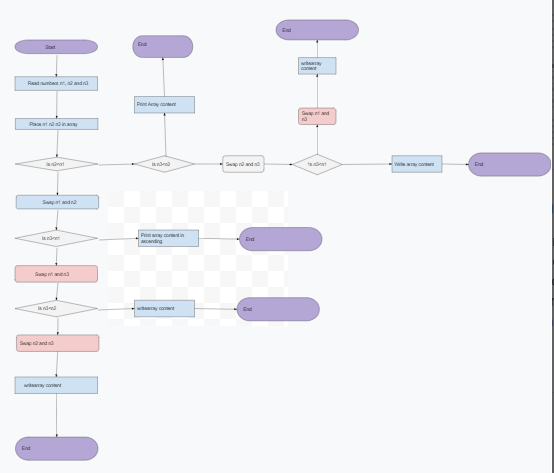 End
Start
End
writearray
content
Read numbers n1, n2 and n3
Print Array content
Swap n1 and
n3
Place n1 n2 n3 in array
Is n2<n1
Is n3<n2
Swap n2 and n3
Is n3<n1
Write array content
End
Swap n1 and n2
Is n3<n1
Print array content in
ascending
End
Swap n1 and n3
Is n3<n2
writearray content
End
Swap n2 and n3
writearray content
End